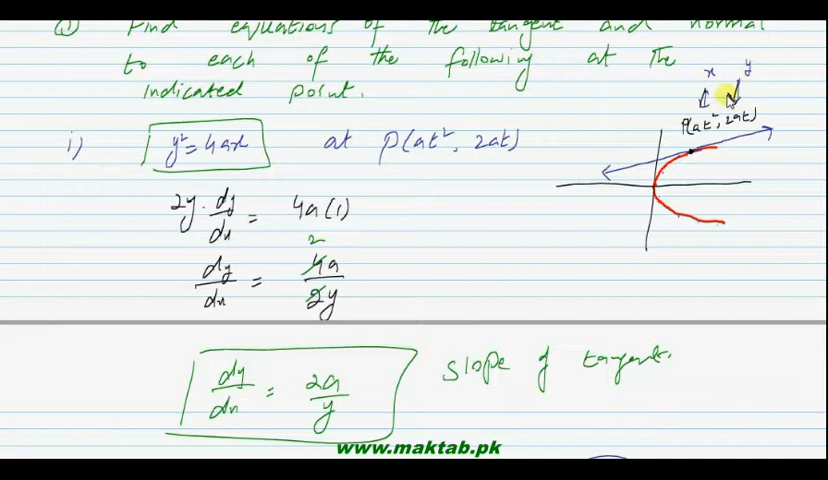 Q) Find equations of the tangent and normal
to each of the following at the
indicated point.
x y
P(at², 2at)
i) y² = 4ax at P(at², 2at)
2y. dy/dx = 4a(1)
2
dy/dx = 4a/2y
dy/dx = 2a/y slope of tangent.
www.maktab.pk